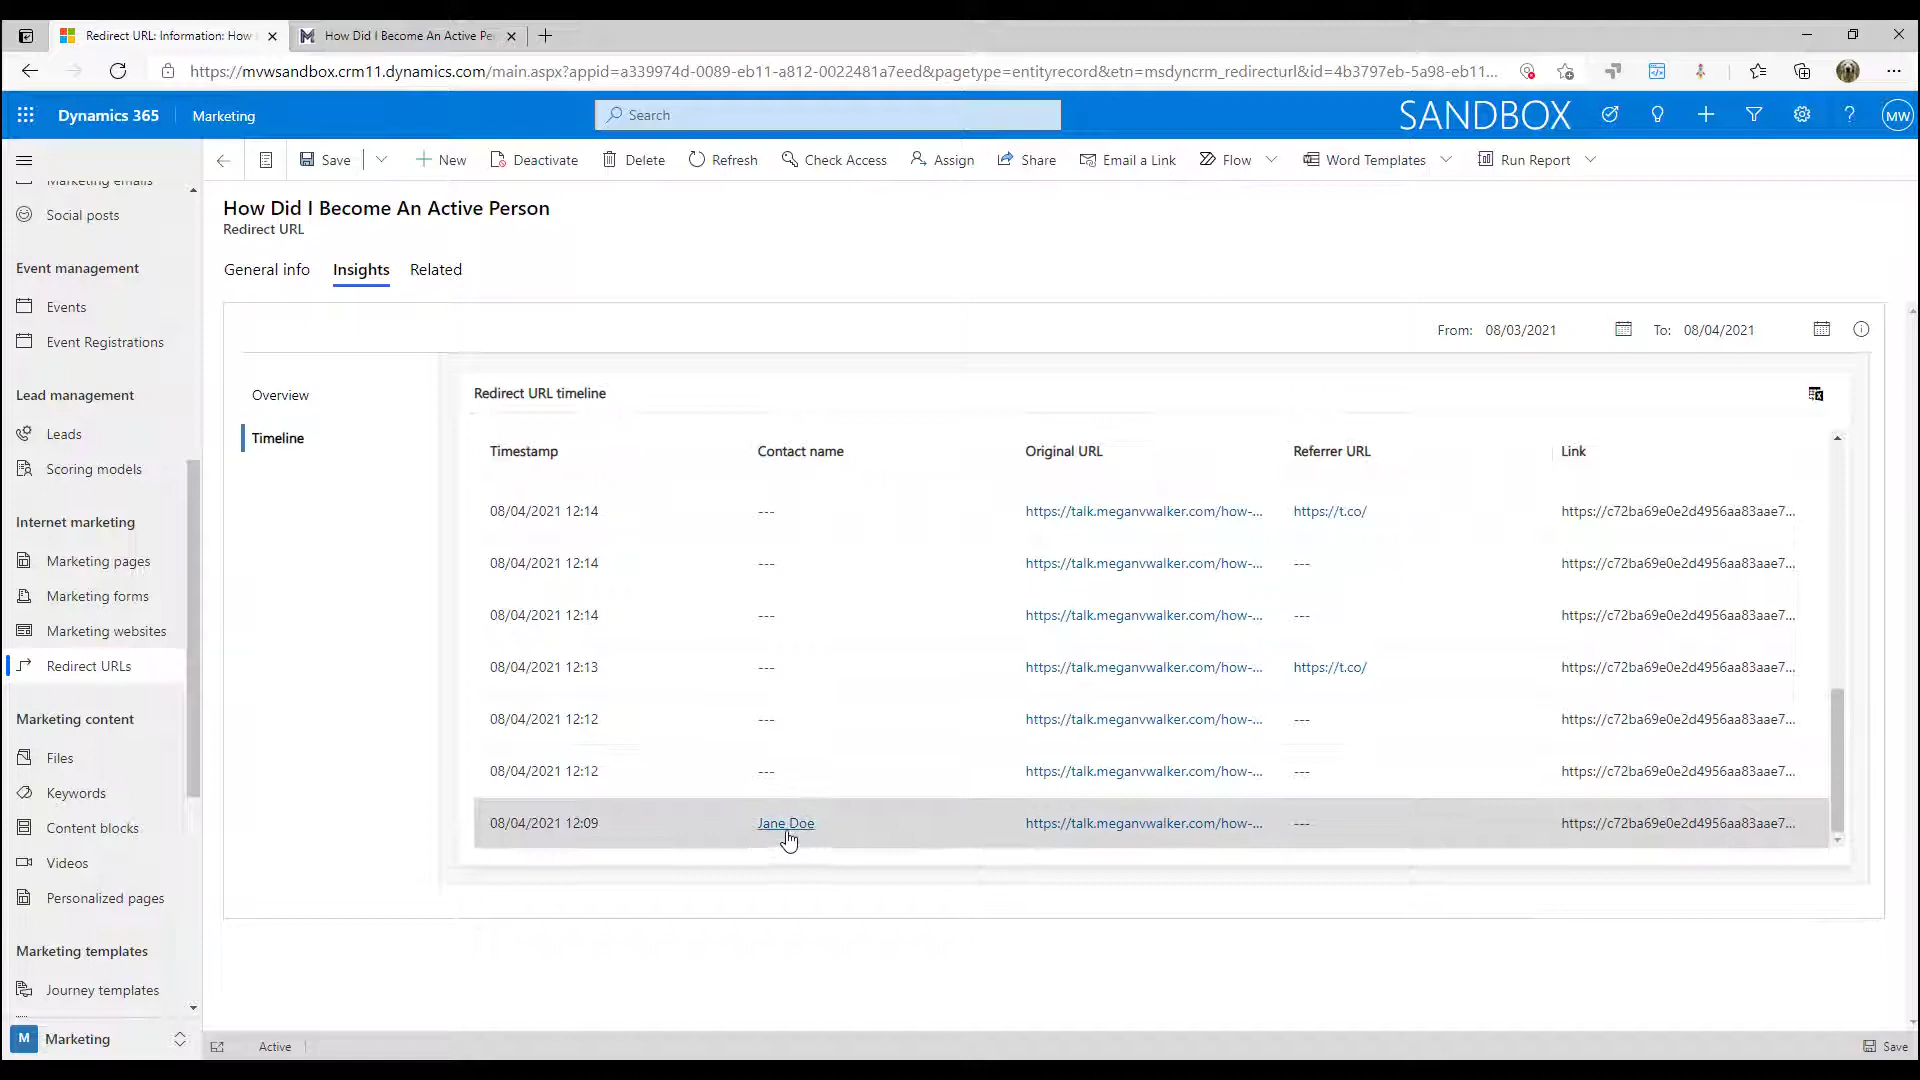 Redirect URL: Information: How
How Did I Become An Active Pe
https://mvwsandbox.crm11.dynamics.com/main.aspx?appid=a339974d-0089-eb11-a812-0022481a7eed&pagetype=entityrecord&etn=msdyncrm_redirecturl&id=4b3797eb-5a98-eb11...
Dynamics 365 Marketing Search SANDBOX MW
Save New Deactivate Delete Refresh Check Access Assign Share Email a Link Flow Word Templates Run Report
Marketing emails
Social posts
Event management
Events
Event Registrations
Lead management
Leads
Scoring models
Internet marketing
Marketing pages
Marketing forms
Marketing websites
Redirect URLs
Marketing content
Files
Keywords
Content blocks
Videos
Personalized pages
Marketing templates
Journey templates
M Marketing
How Did I Become An Active Person
Redirect URL
General info Insights Related
From: 08/03/2021 To: 08/04/2021
Overview
Timeline
Redirect URL timeline
Timestamp Contact name Original URL Referrer URL Link
08/04/2021 12:14 --- https://talk.meganvwalker.com/how-... https://t.co/ https://c72ba69e0e2d4956aa83aae7...
08/04/2021 12:14 --- https://talk.meganvwalker.com/how-... --- https://c72ba69e0e2d4956aa83aae7...
08/04/2021 12:14 --- https://talk.meganvwalker.com/how-... --- https://c72ba69e0e2d4956aa83aae7...
08/04/2021 12:13 --- https://talk.meganvwalker.com/how-... https://t.co/ https://c72ba69e0e2d4956aa83aae7...
08/04/2021 12:12 --- https://talk.meganvwalker.com/how-... --- https://c72ba69e0e2d4956aa83aae7...
08/04/2021 12:12 --- https://talk.meganvwalker.com/how-... --- https://c72ba69e0e2d4956aa83aae7...
08/04/2021 12:09 Jane Doe https://talk.meganvwalker.com/how-... --- https://c72ba69e0e2d4956aa83aae7...
Active Save